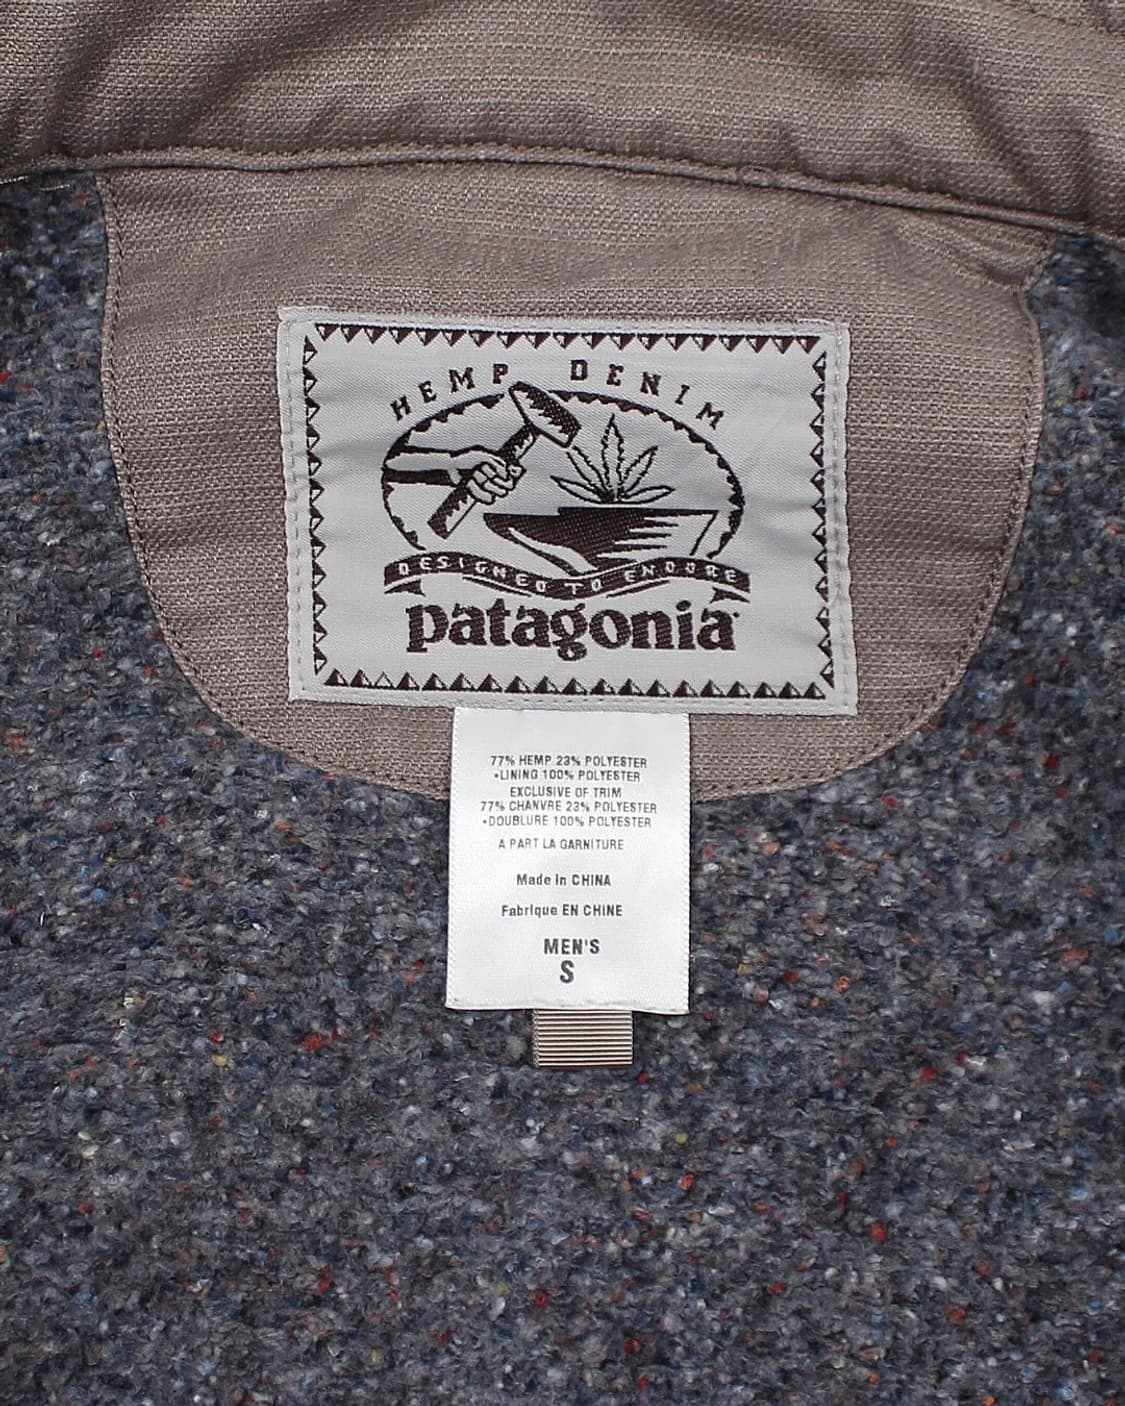 HEMP DENIM
DESIGNED TO ENDURE
patagonia
77% HEMP 23% POLYESTER
•LINING 100% POLYESTER
EXCLUSIVE OF TRIM
77% CHANVRE 23% POLYESTER
•DOUBLURE 100% POLYESTER
A PART LA GARNITURE
Made in CHINA
Fabrique EN CHINE
MEN'S
S